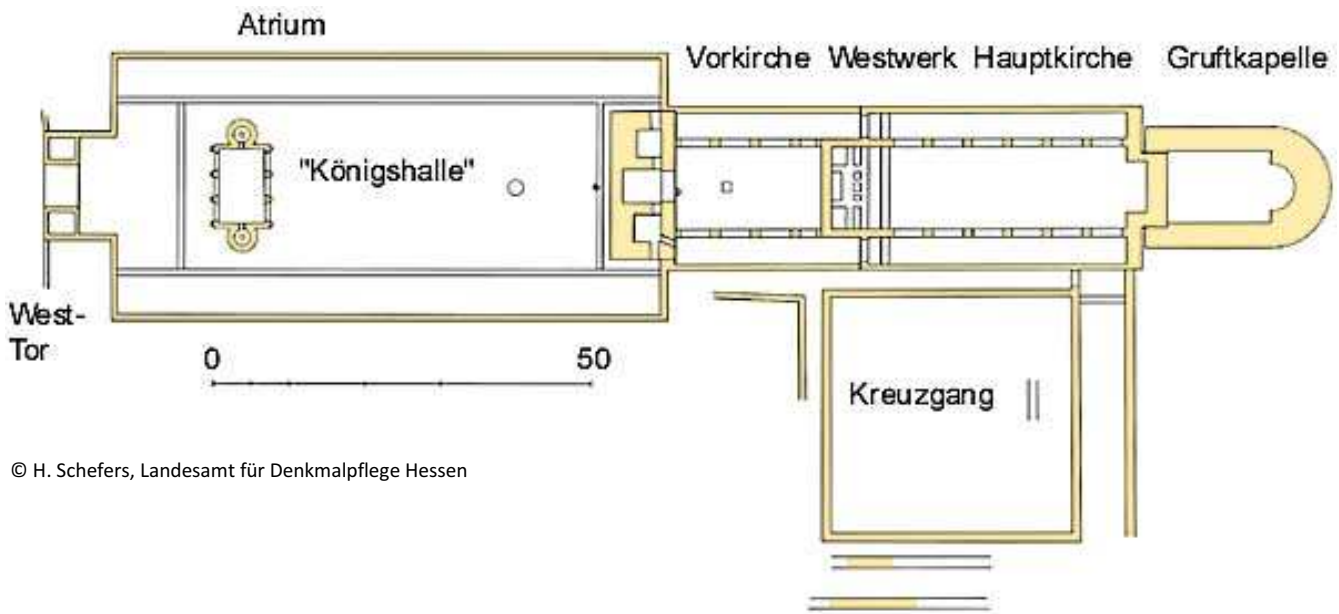 Atrium
Vorkirche Westwerk Hauptkirche Gruftkapelle
"Königshalle"
West-
Tor
0 50
Kreuzgang
© H. Schefers, Landesamt für Denkmalpflege Hessen